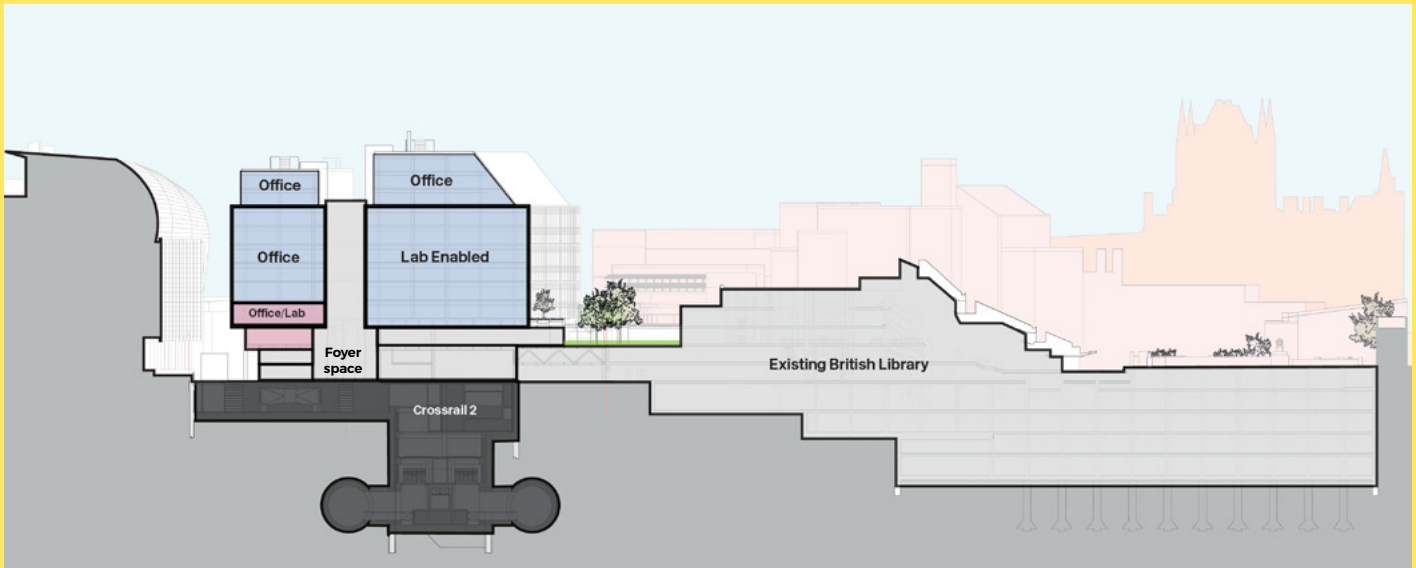 Office
Office
Office
Lab Enabled
Office/Lab
Foyer
space
Existing British Library
Crossrail 2